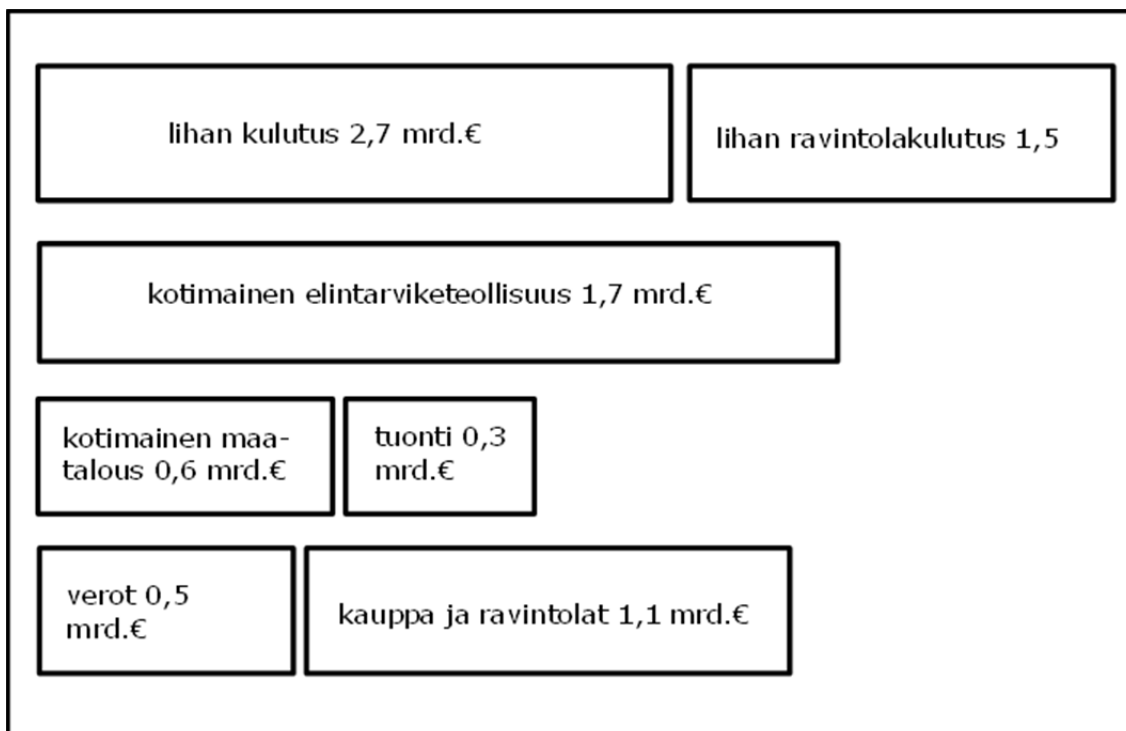 lihan kulutus 2,7 mrd.€
lihan ravintolakulutus 1,5
kotimainen elintarviketeollisuus 1,7 mrd.€
kotimainen maa-
talous 0,6 mrd.€
tuonti 0,3
mrd.€
verot 0,5
mrd.€
kauppa ja ravintolat 1,1 mrd.€